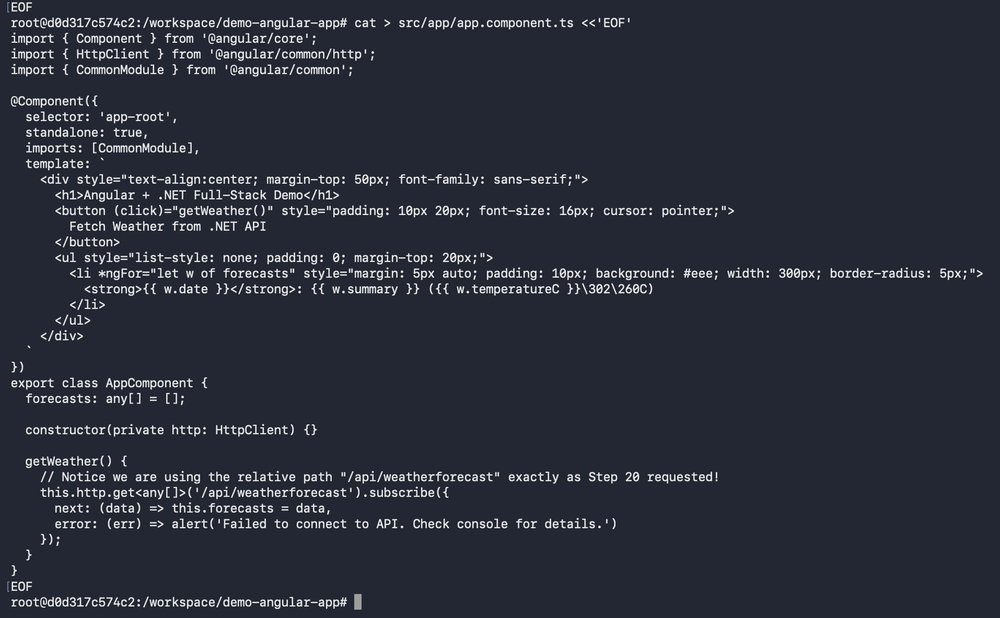 [EOF
root@d0d317c574c2:/workspace/demo-angular-app# cat > src/app/app.component.ts <<'EOF'
import { Component } from '@angular/core';
import { HttpClient } from '@angular/common/http';
import { CommonModule } from '@angular/common';

@Component({
  selector: 'app-root',
  standalone: true,
  imports: [CommonModule],
  template: `
    <div style="text-align:center; margin-top: 50px; font-family: sans-serif;">
      <h1>Angular + .NET Full-Stack Demo</h1>
      <button (click)="getWeather()" style="padding: 10px 20px; font-size: 16px; cursor: pointer;">
        Fetch Weather from .NET API
      </button>
      <ul style="list-style: none; padding: 0; margin-top: 20px;">
        <li *ngFor="let w of forecasts" style="margin: 5px auto; padding: 10px; background: #eee; width: 300px; border-radius: 5px;">
          <strong>{{ w.date }}</strong>: {{ w.summary }} ({{ w.temperatureC }}\302\260C)
        </li>
      </ul>
    </div>
  `
})
export class AppComponent {
  forecasts: any[] = [];

  constructor(private http: HttpClient) {}

  getWeather() {
    // Notice we are using the relative path "/api/weatherforecast" exactly as Step 20 requested!
    this.http.get<any[]>('/api/weatherforecast').subscribe({
      next: (data) => this.forecasts = data,
      error: (err) => alert('Failed to connect to API. Check console for details.')
    });
  }
}
[EOF
root@d0d317c574c2:/workspace/demo-angular-app#